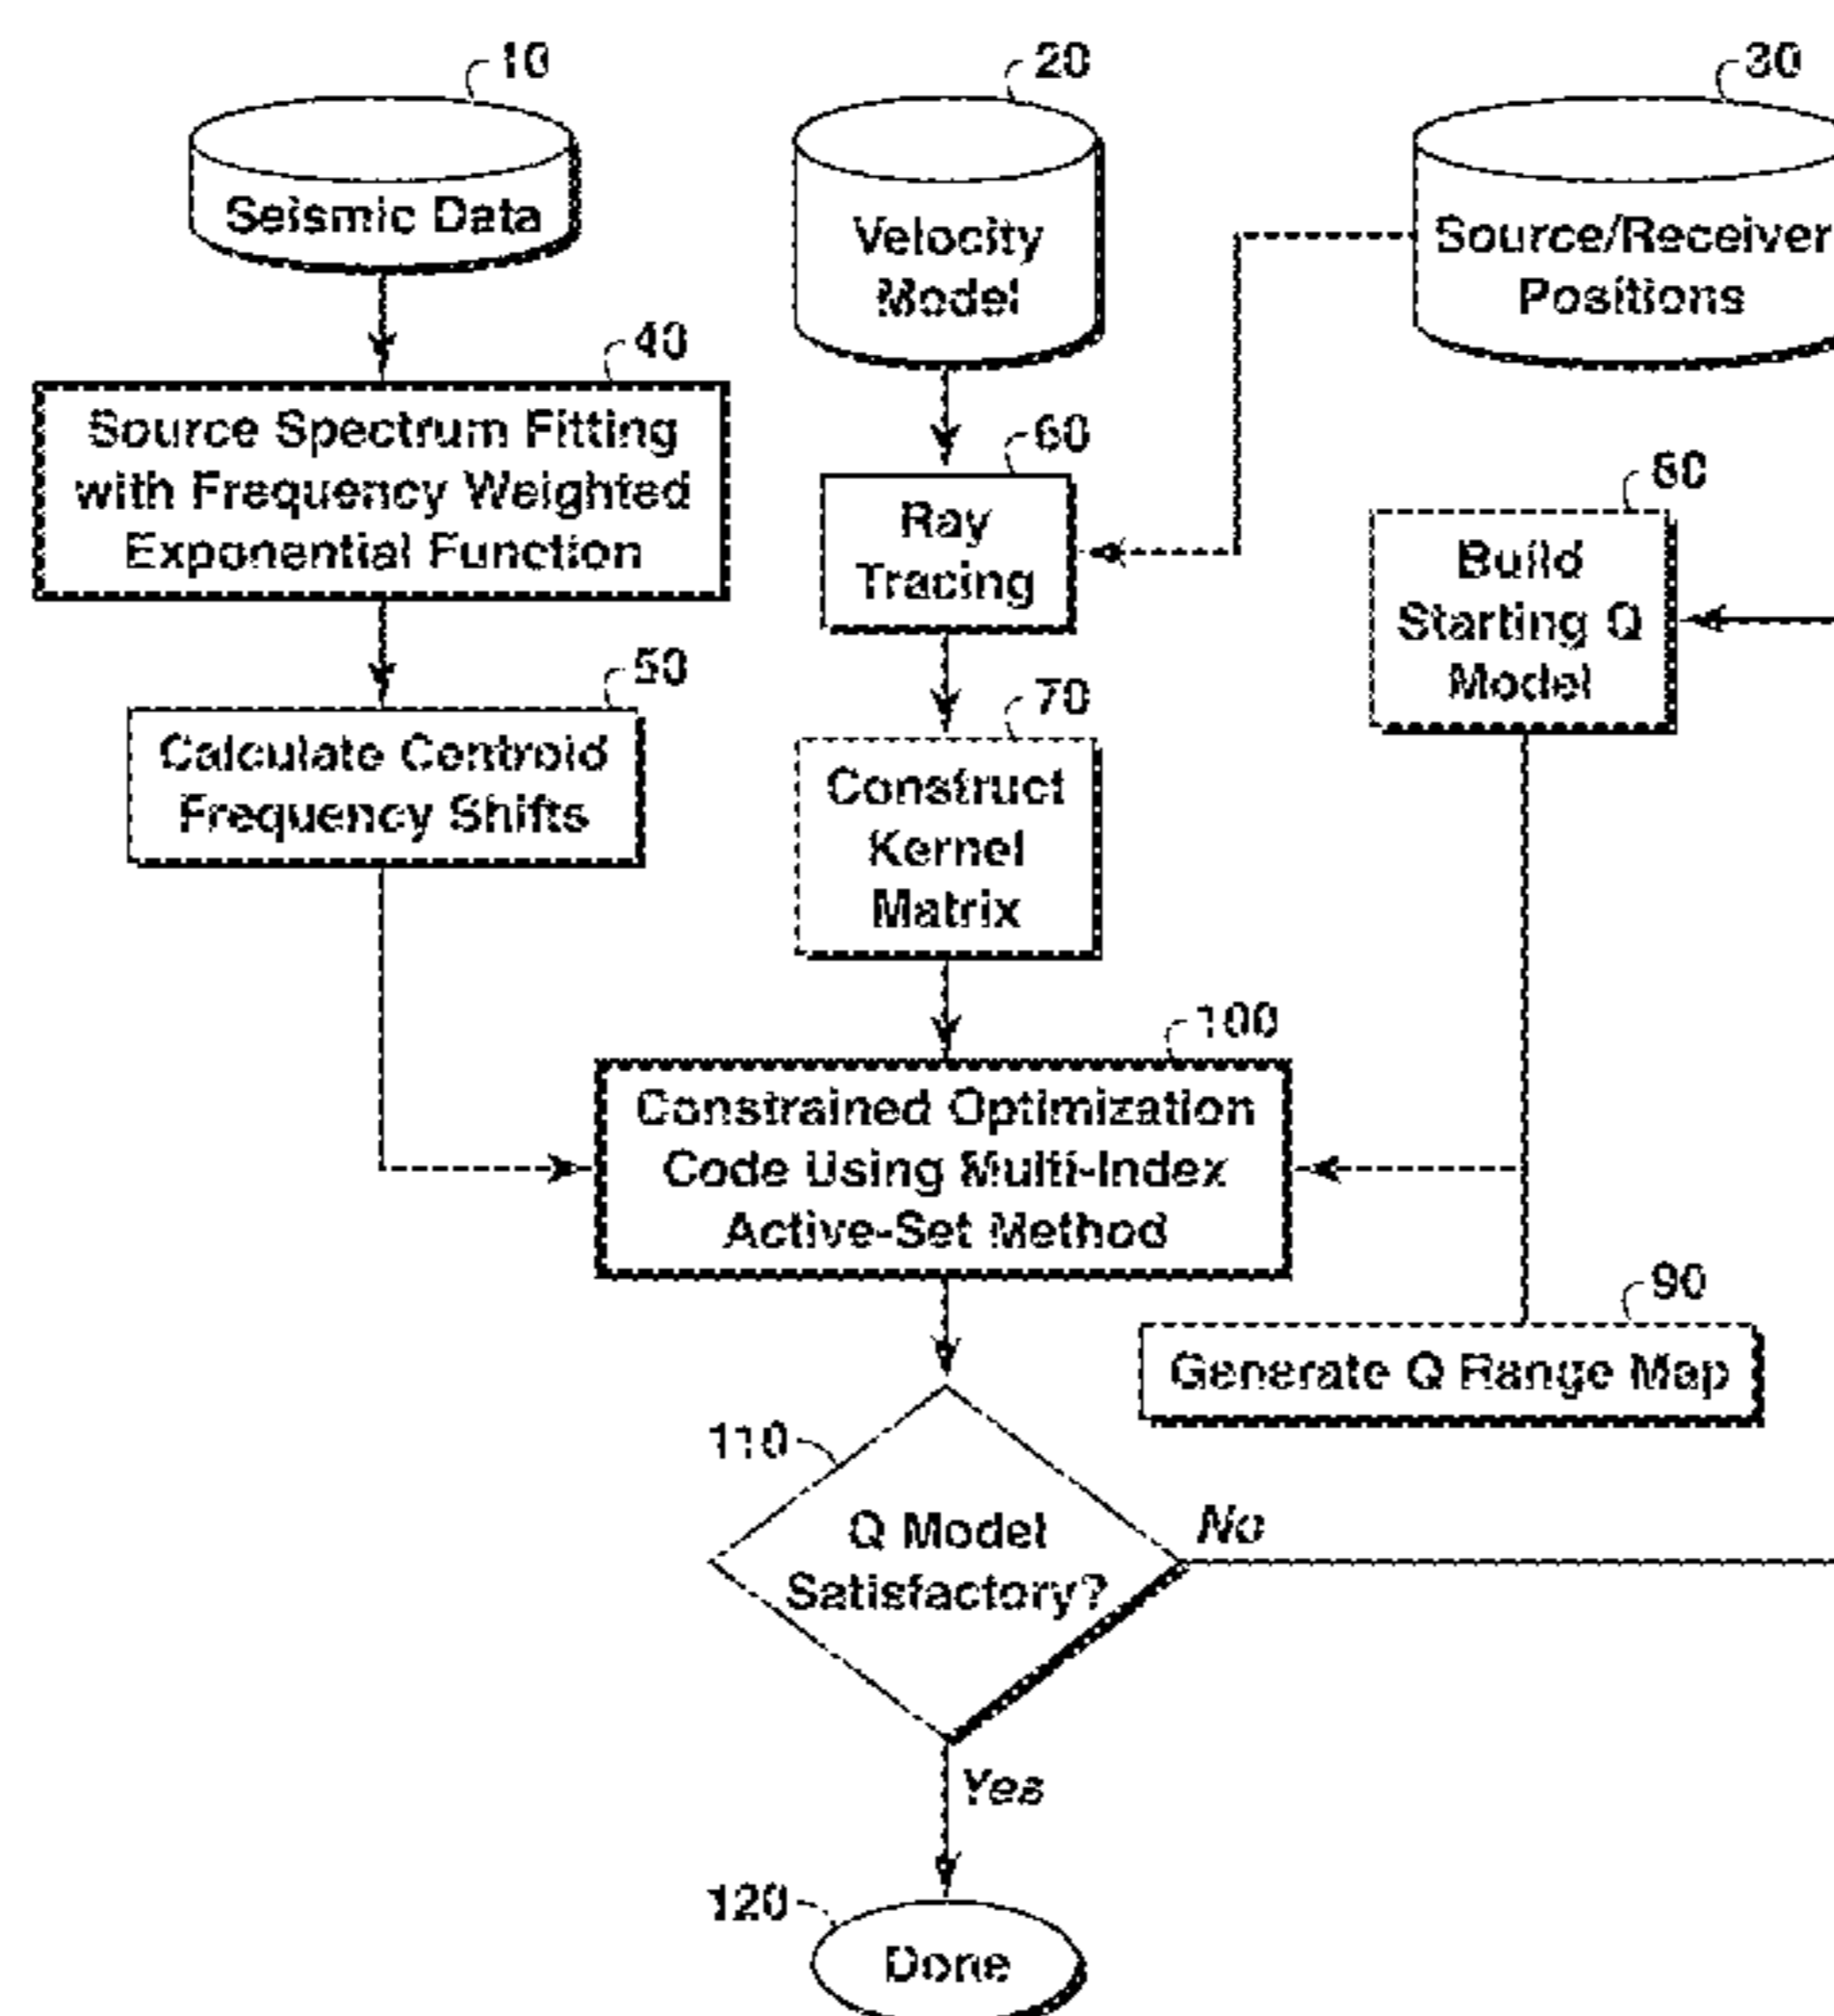 10
Seismic Data
20
Velocity
Model
30
Source/Receiver
Positions
40
Source Spectrum Fitting
with Frequency Weighted
Exponential Function
50
Calculate Centroid
Frequency Shifts
60
Ray
Tracing
70
Construct
Kernel
Matrix
80
Build
Starting Q
Model
100
Constrained Optimization
Code Using Multi-Index
Active-Set Method
90
Generate Q Range Map
110
Q Model
Satisfactory?
No
Yes
120
Done